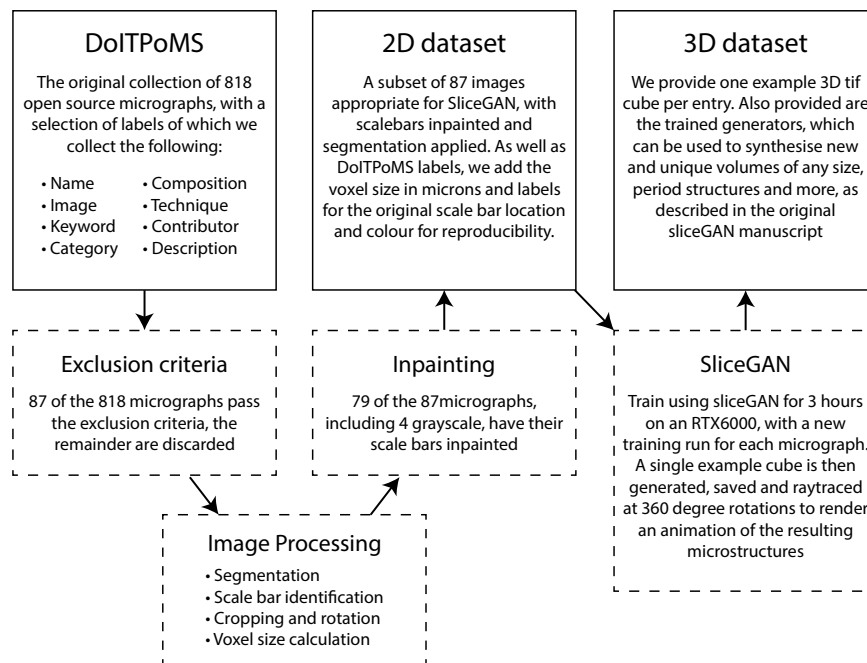 DoITPoMS
The original collection of 818
open source micrographs, with a
selection of labels of which we
collect the following:
• Name
• Image
• Keyword
• Category
• Composition
• Technique
• Contributor
• Description
2D dataset
A subset of 87 images
appropriate for SliceGAN, with
scalebars inpainted and
segmentation applied. As well as
DoITPoMS labels, we add the
voxel size in microns and labels
for the original scale bar location
and colour for reproducibility.
3D dataset
We provide one example 3D tif
cube per entry. Also provided are
the trained generators, which
can be used to synthesise new
and unique volumes of any size,
period structures and more, as
described in the original
sliceGAN manuscript
Exclusion criteria
87 of the 818 micrographs pass
the exclusion criteria, the
remainder are discarded
Inpainting
79 of the 87micrographs,
including 4 grayscale, have their
scale bars inpainted
SliceGAN
Train using sliceGAN for 3 hours
on an RTX6000, with a new
training run for each micrograph.
A single example cube is then
generated, saved and raytraced
at 360 degree rotations to render
an animation of the resulting
microstructures
Image Processing
• Segmentation
• Scale bar identification
• Cropping and rotation
• Voxel size calculation